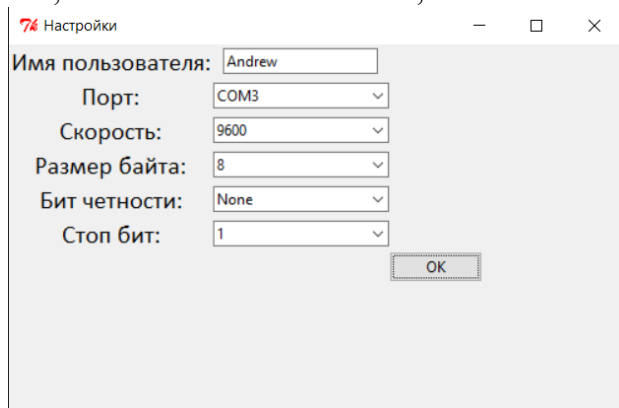 Настройки
Имя пользователя: Andrew
Порт: COM3
Скорость: 9600
Размер байта: 8
Бит четности: None
Стоп бит: 1
OK